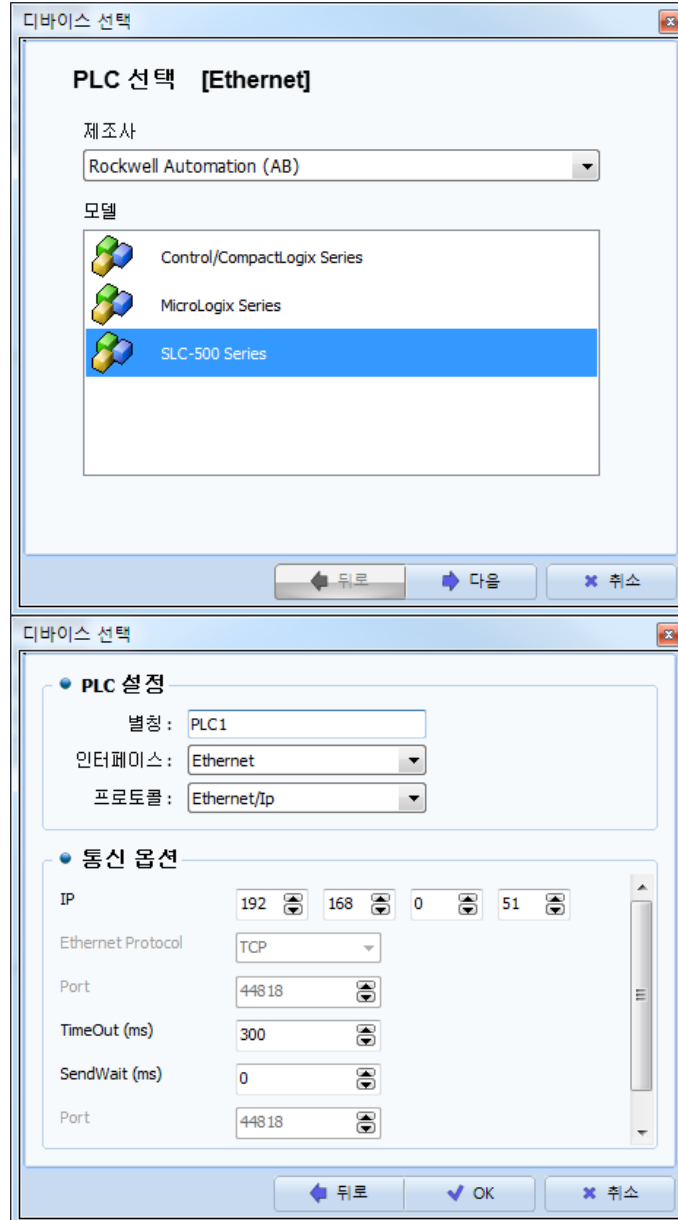 디바이스 선택
PLC 선택 [Ethernet]
제조사
Rockwell Automation (AB)
모델
Control/CompactLogix Series
MicroLogix Series
SLC-500 Series
뒤로 다음 취소
디바이스 선택
PLC 설정
별칭 : PLC1
인터페이스 : Ethernet
프로토콜 : Ethernet/Ip
통신 옵션
IP 192 168 0 51
Ethernet Protocol TCP
Port 44818
TimeOut (ms) 300
SendWait (ms) 0
Port 44818
뒤로 OK 취소